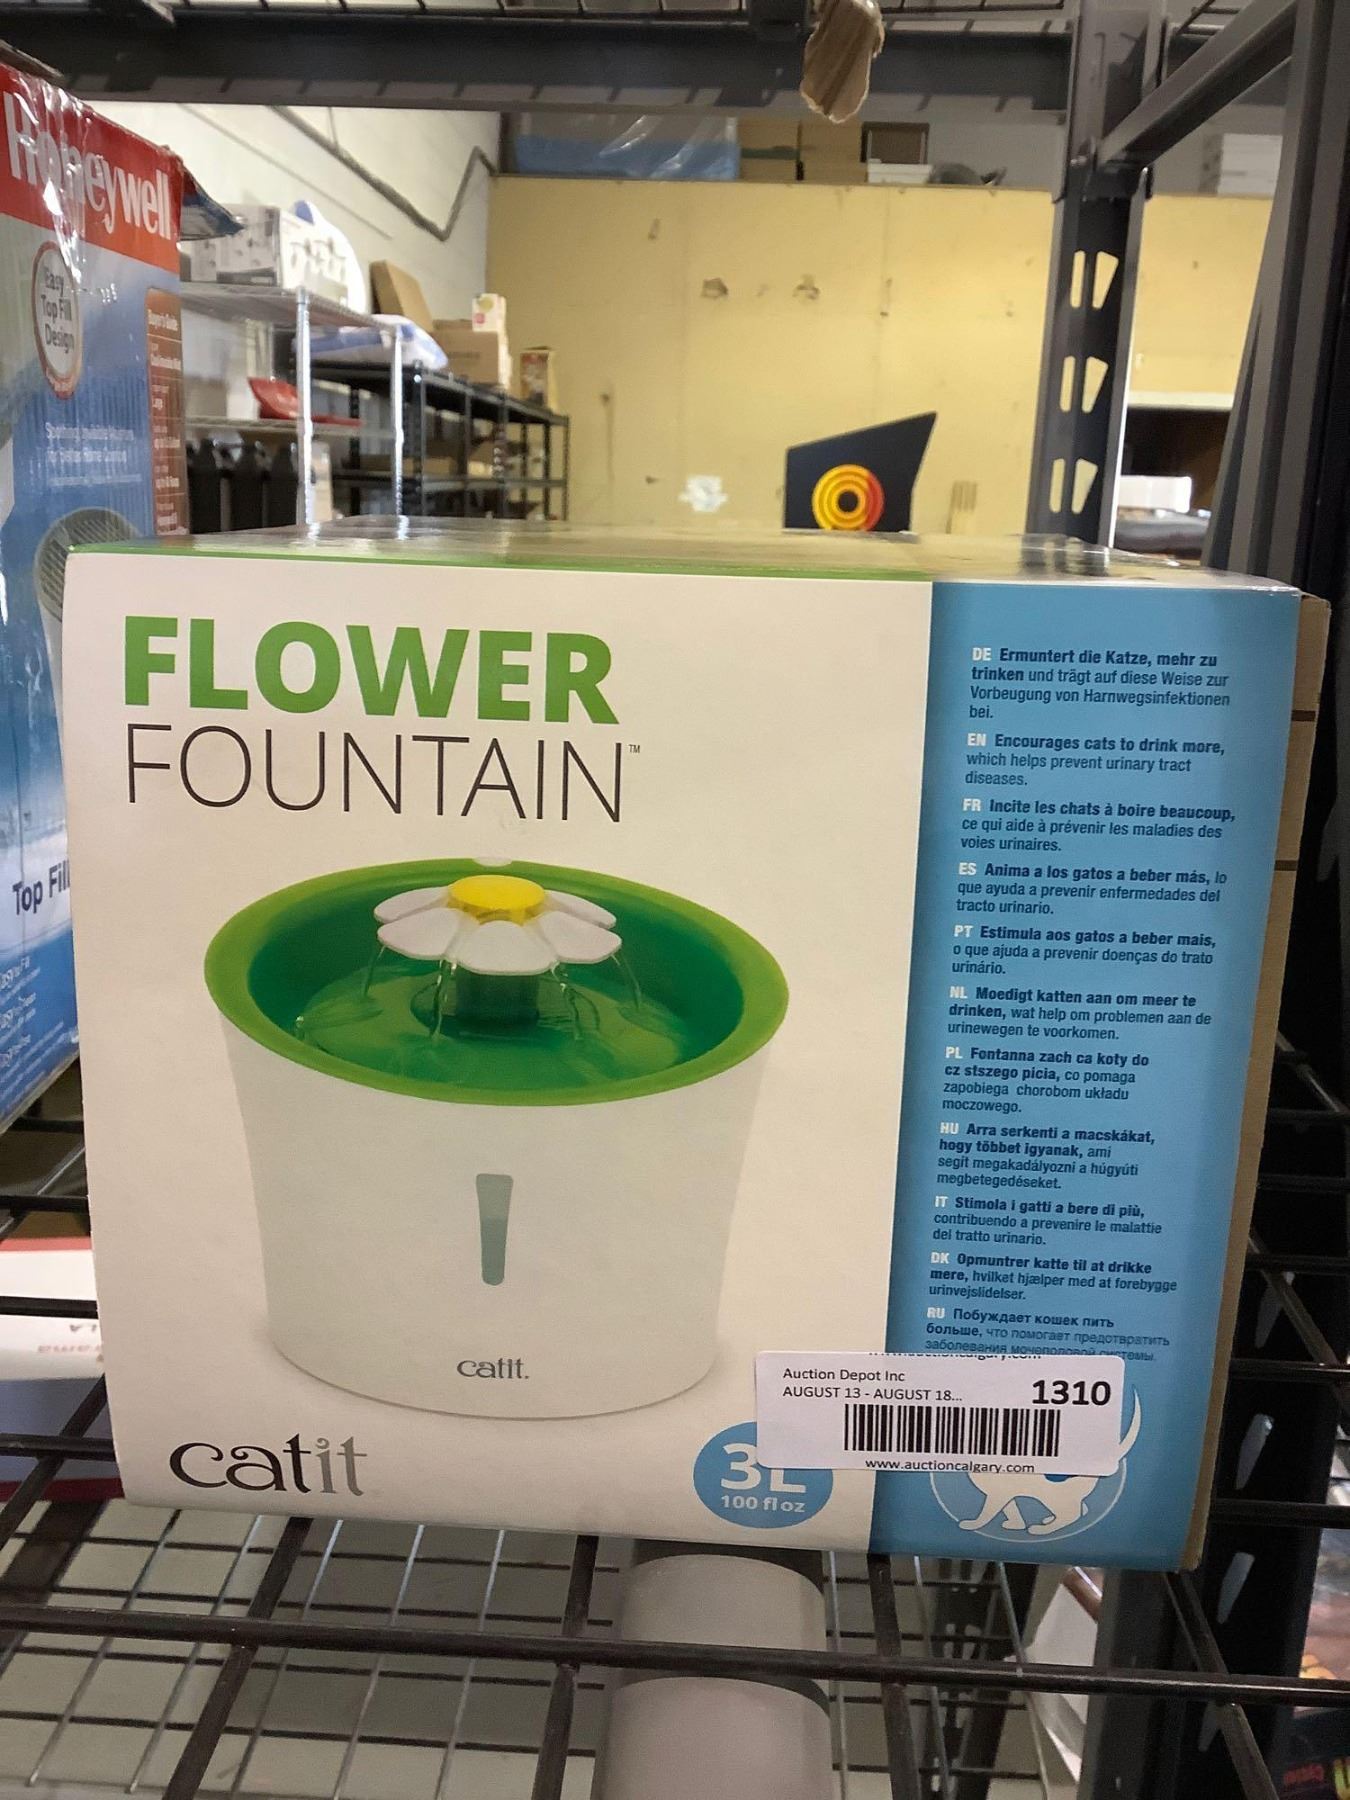 Honeywell
Easy
Top Fill
Design
Top Fill
FLOWER
FOUNTAIN™
DE Ermuntert die Katze, mehr zu
trinken und trägt auf diese Weise zur
Vorbeugung von Harnwegsinfektionen
bei.
EN Encourages cats to drink more,
which helps prevent urinary tract
diseases.
FR Incite les chats à boire beaucoup,
ce qui aide à prévenir les maladies des
voies urinaires.
ES Anima a los gatos a beber más, lo
que ayuda a prevenir enfermedades del
tracto urinario.
PT Estimula aos gatos a beber mais,
o que ajuda a prevenir doenças do trato
urinário.
NL Moedigt katten aan om meer te
drinken, wat help om problemen aan de
urinewegen te voorkomen.
PL Fontanna zach ca koty do
cz stszego picia, co pomaga
zapobiega chorobom układu
moczowego.
HU Arra serkenti a macskákat,
hogy többet igyanak, ami
segít megakadályozni a húgyúti
megbetegedéseket.
IT Stimola i gatti a bere di più,
contribuendo a prevenire le malattie
del tratto urinario.
DK Opmuntrer katte til at drikke
mere, hvilket hjælper med at forebygge
urinvejslidelser.
RU Побуждает кошек пить
больше, что помогает предотвратить
заболевания мочеполовой системы.
catit.
catit
3L
100 fl oz
Auction Depot Inc
AUGUST 13 - AUGUST 18...
1310
www.auctioncalgary.com